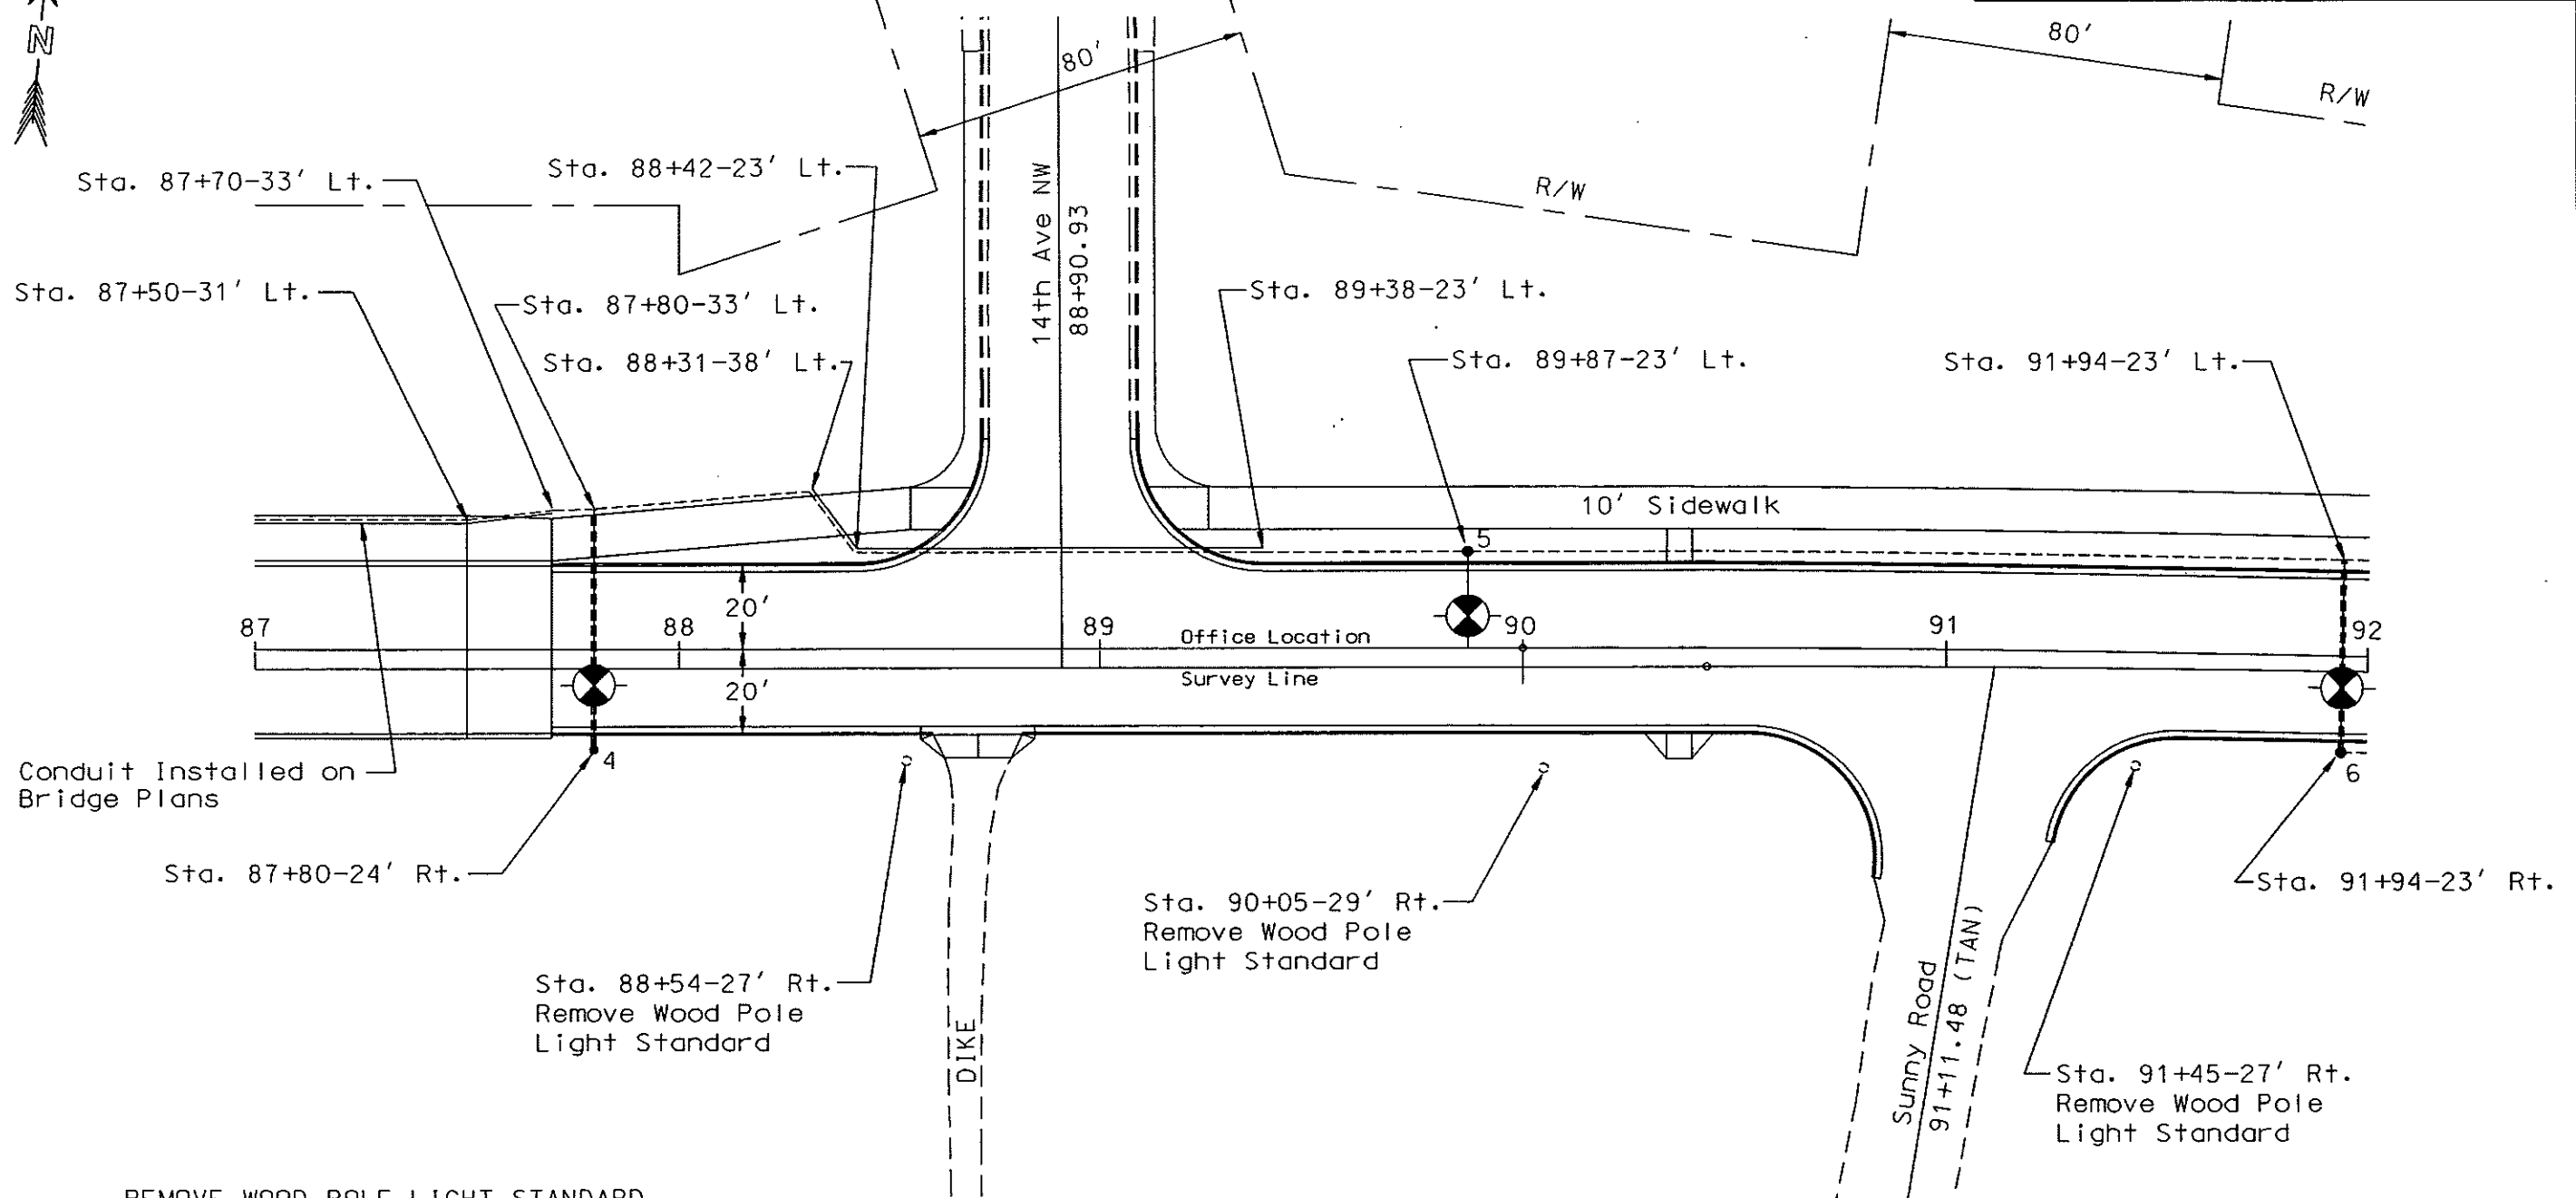 N
80'
80'
R/W
Sta. 87+70-33' Lt.
Sta. 88+42-23' Lt.
R/W
14th Ave NW
88+90.93
Sta. 87+50-31' Lt.
Sta. 87+80-33' Lt.
Sta. 89+38-23' Lt.
Sta. 88+31-38' Lt.
Sta. 89+87-23' Lt.
Sta. 91+94-23' Lt.
10' Sidewalk
5
20'
87
88
89
Office Location
90
91
92
20'
Survey Line
Conduit Installed on
Bridge Plans
4
6
Sta. 87+80-24' Rt.
Sta. 91+94-23' Rt.
Sta. 90+05-29' Rt.
Remove Wood Pole
Light Standard
Sta. 88+54-27' Rt.
Remove Wood Pole
Light Standard
DIKE
Sunny Road
91+11.48 (TAN)
Sta. 91+45-27' Rt.
Remove Wood Pole
Light Standard
REMOVE WOOD POLE LIGHT STANDARD